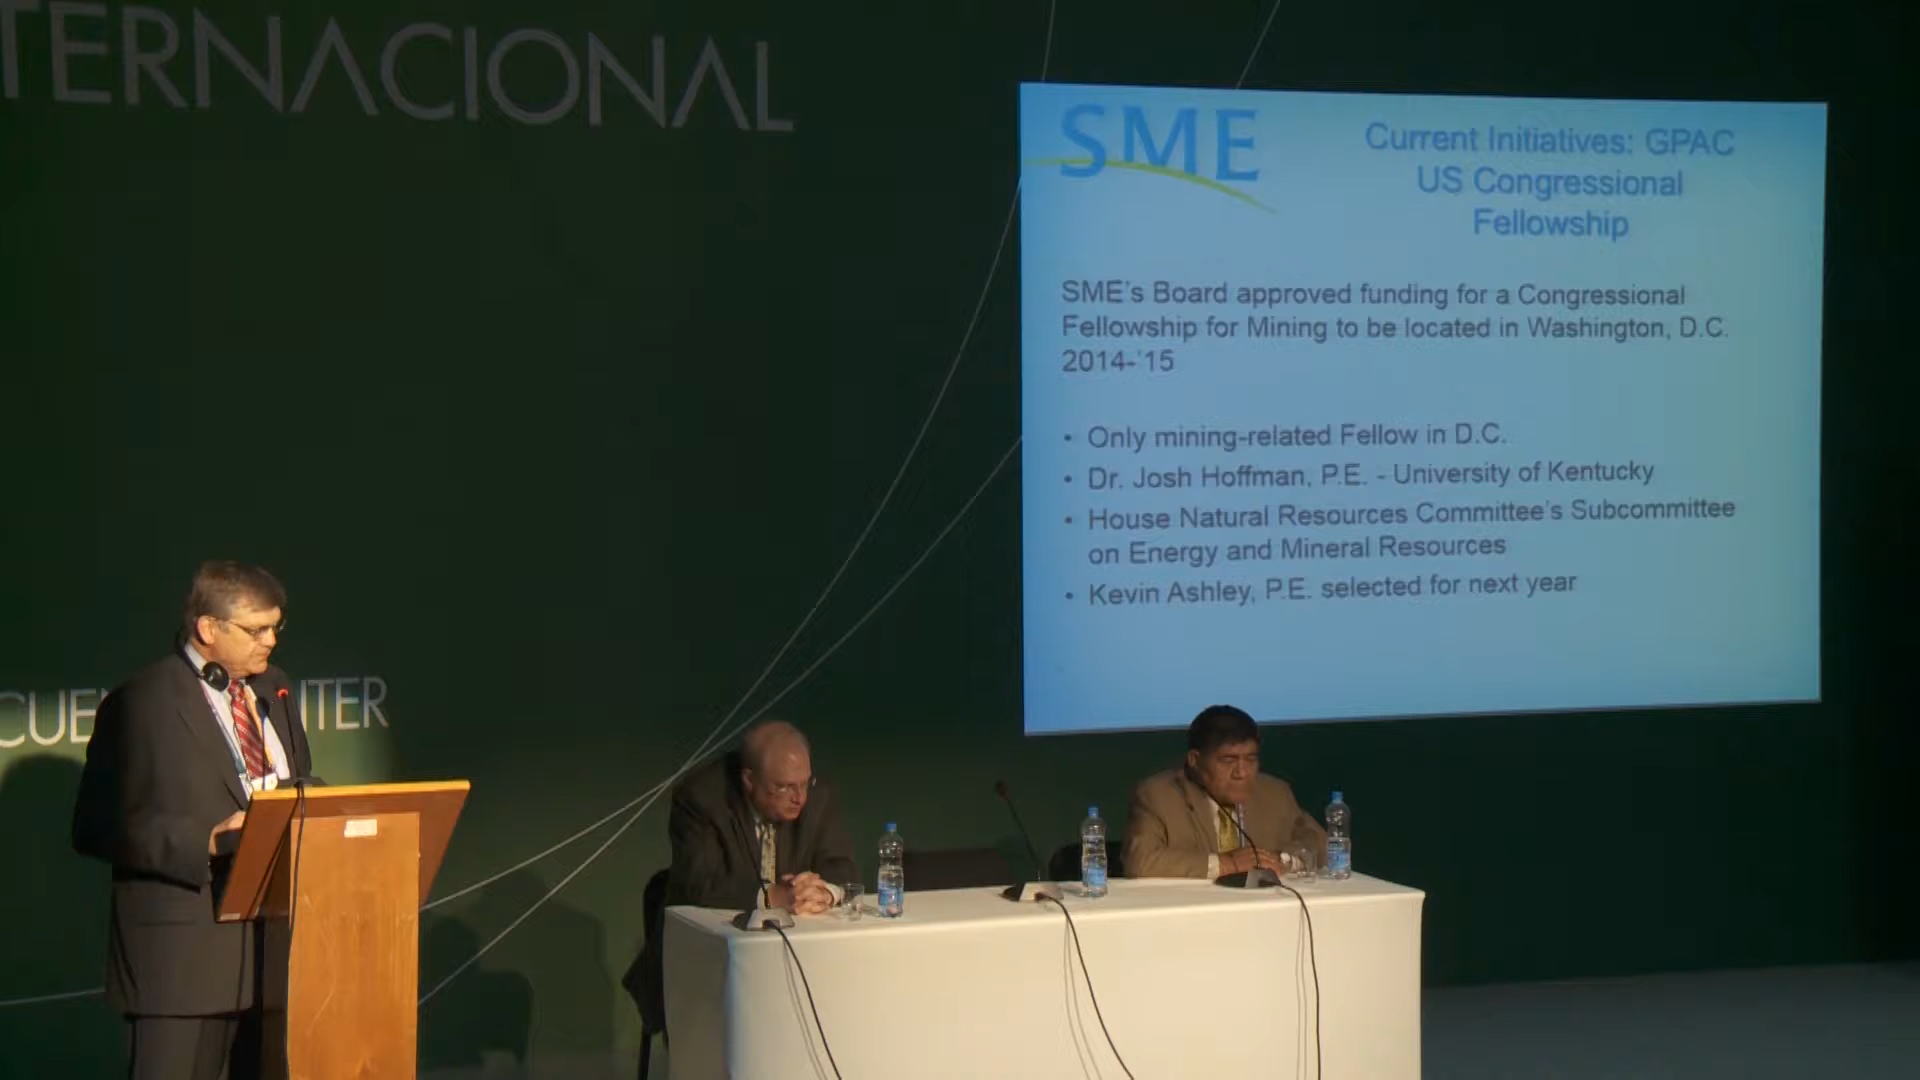 TERNACIONAL
SME
Current Initiatives: GPAC
US Congressional
Fellowship
SME's Board approved funding for a Congressional
Fellowship for Mining to be located in Washington, D.C.
2014-'15
• Only mining-related Fellow in D.C.
• Dr. Josh Hoffman, P.E. - University of Kentucky
• House Natural Resources Committee's Subcommittee
on Energy and Mineral Resources
• Kevin Ashley, P.E. selected for next year
CUEN ITER